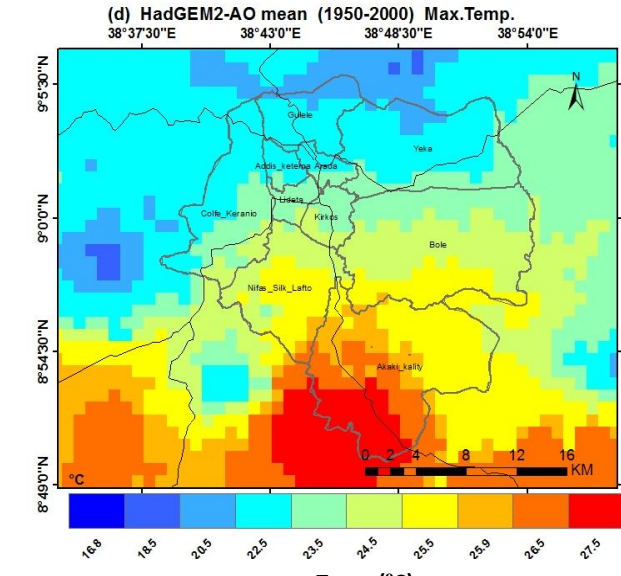 (d) HadGEM2-AO mean (1950-2000) Max.Temp.
38°37'30"E 38°43'0"E 38°48'30"E 38°54'0"E
9°5'30"N
N
Gulele
Yeka
Addis_ketema Arada
Lideta
9°0'0"N
Colfe_Keranio
Kirkos
Bole
Nifas_Silk_Lafto
8°54'30"N
Akaki_kality
0 2 4 8 12 16
KM
8°49'0"N
°C
16.8 18.5 20.5 22.5 23.5 24.5 25.5 25.9 26.5 27.5